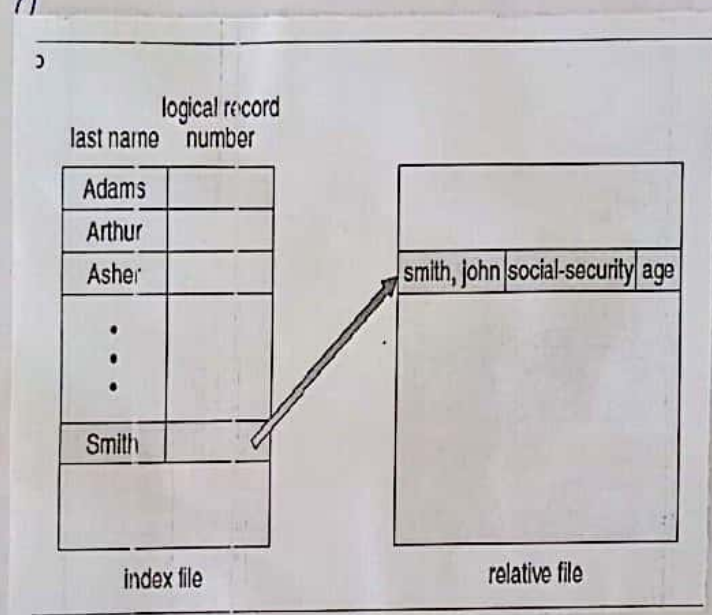 logical record
last name number
Adams
Arthur
Asher
Smith
smith, john social-security age
index file
relative file